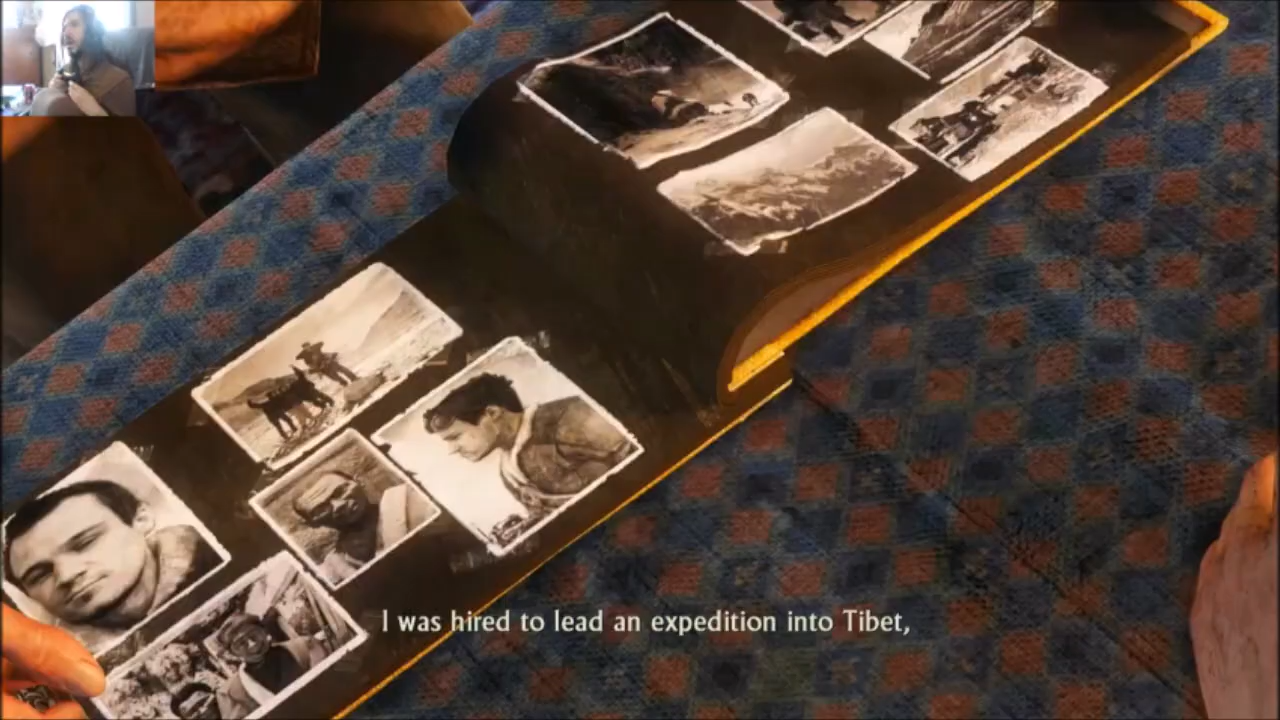 I was hired to lead an expedition into Tibet,